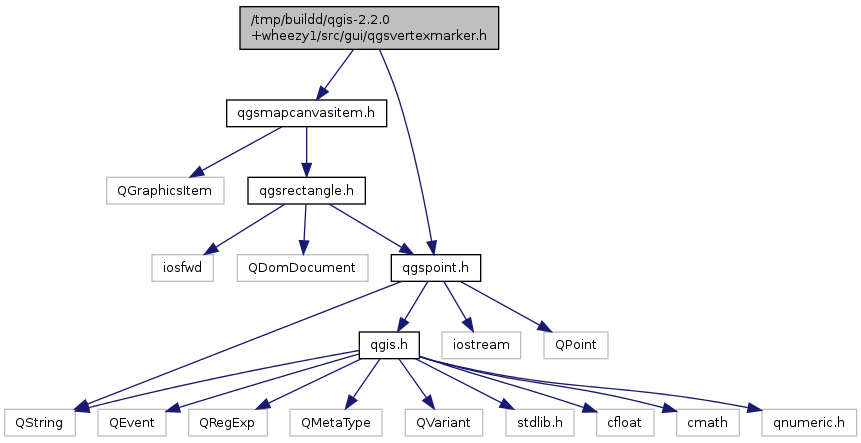 /tmp/buildd/qgis-2.2.0
+wheezy1/src/gui/qgsvertexmarker.h
qgsmapcanvasitem.h
QGraphicsItem
qgsrectangle.h
iosfwd
QDomDocument
qgspoint.h
qgis.h
iostream
QPoint
QString
QEvent
QRegExp
QMetaType
QVariant
stdlib.h
cfloat
cmath
qnumeric.h